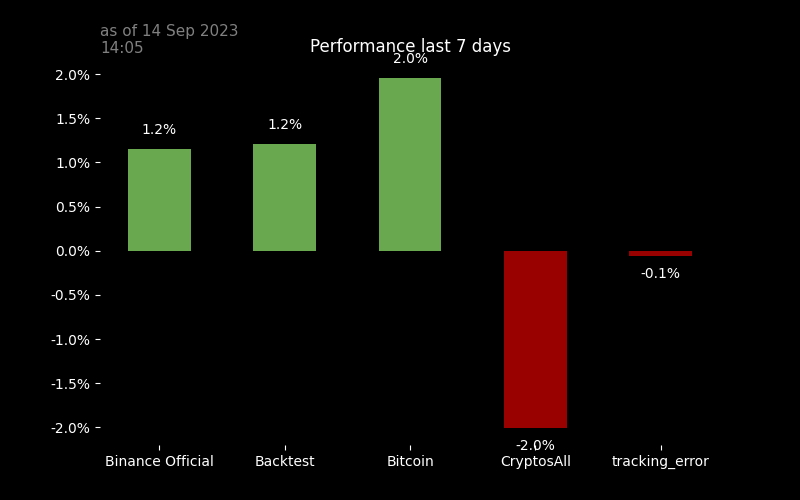 as of 14 Sep 2023
14:05
Performance last 7 days
2.0%
2.0%
1.5%
1.2%
1.2%
1.0%
0.5%
0.0%
-0.1%
-0.5%
-1.0%
-1.5%
-2.0%
-2.0%
Binance Official
Backtest
Bitcoin
CryptosAll
tracking_error